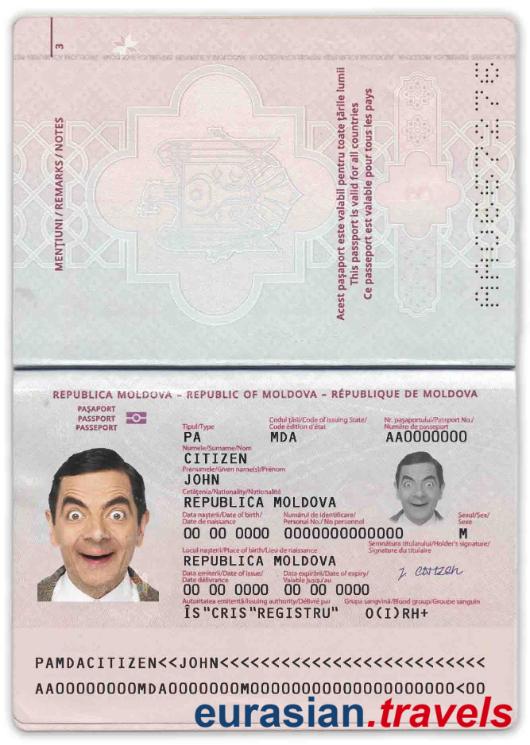 3
MENȚIUNI / REMARKS / NOTES
Acest pașaport este valabil pentru toate țările lumii
This passport is valid for all countries
Ce passeport est valable pour tous les pays
REPUBLICA MOLDOVA – REPUBLIC OF MOLDOVA – RÉPUBLIQUE DE MOLDOVA
PAȘAPORT
PASSPORT
PASSEPORT
Tipul/Type
Codul țării/Code of issuing State/
Code édition d'état
Nr. pașaportului/Passport No./
Numéro de passeport
PA MDA AA0000000
Numele/Surname/Nom
CITIZEN
Prenumele/Given name(s)/Prénom
JOHN
Cetățenia/Nationality/Nationalité
REPUBLICA MOLDOVA
Data nașterii/Date of birth/
Date de naissance
Numărul de identificare/
Personal No./No personnel
Sexul/Sex/
Sexe
00 00 0000 0000000000000 M
Locul nașterii/Place of birth/Lieu de naissance
Semnătura titularului/Holder's signature/
Signature du titulaire
REPUBLICA MOLDOVA
J. Citizen
Data emiterii/Date of issue/
Date délivrance
Data expirării/Date of expiry/
Valable jusqu'au
00 00 0000 00 00 0000
Autoritatea emitentă/Issuing authority/Délivré par
Grupa sangvină/Blood group/Groupe sanguin
ÎS"CRIS"REGISTRU" O(I)RH+
PAMDACITIZEN<<JOHN<<<<<<<<<<<<<<<<<<<<<<<<<<
AA00000000MDA0000000M00000000000000000000<00
eurasian.travels